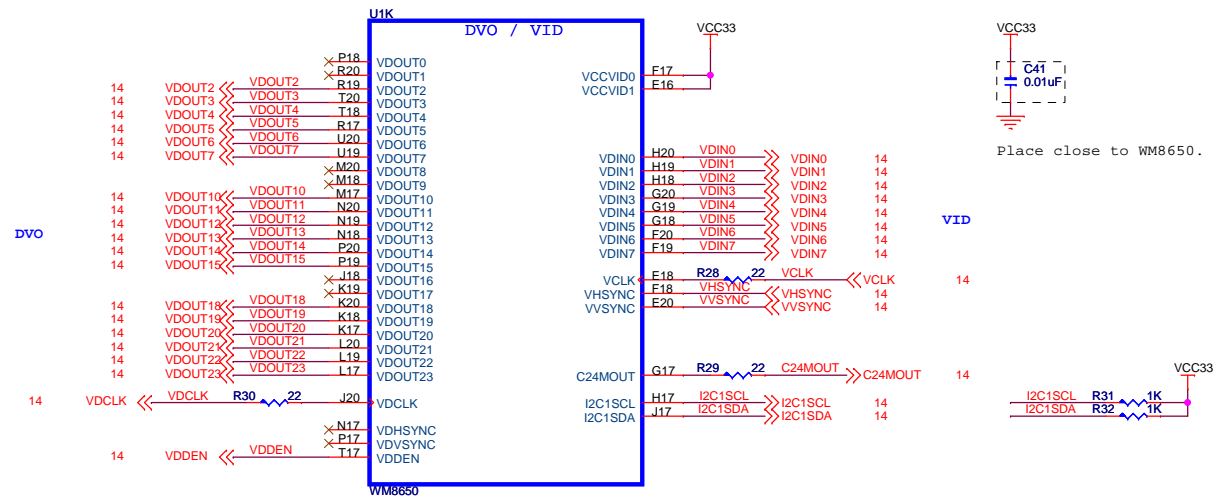 U1K
DVO / VID
VCC33
VCC33
P18 VDOUT0
R20 VDOUT1
14 VDOUT2 VDOUT2 R19 VDOUT2
14 VDOUT3 VDOUT3 T20 VDOUT3
14 VDOUT4 VDOUT4 T18 VDOUT4
14 VDOUT5 VDOUT5 R17 VDOUT5
14 VDOUT6 VDOUT6 U20 VDOUT6
14 VDOUT7 VDOUT7 U19 VDOUT7
M20 VDOUT8
M18 VDOUT9
14 VDOUT10 VDOUT10 M17 VDOUT10
14 VDOUT11 VDOUT11 N20 VDOUT11
14 VDOUT12 VDOUT12 N19 VDOUT12
14 VDOUT13 VDOUT13 N18 VDOUT13
14 VDOUT14 VDOUT14 P20 VDOUT14
14 VDOUT15 VDOUT15 P19 VDOUT15
DVO
J18 VDOUT16
K19 VDOUT17
14 VDOUT18 VDOUT18 K20 VDOUT18
14 VDOUT19 VDOUT19 K18 VDOUT19
14 VDOUT20 VDOUT20 K17 VDOUT20
14 VDOUT21 VDOUT21 L20 VDOUT21
14 VDOUT22 VDOUT22 L19 VDOUT22
14 VDOUT23 VDOUT23 L17 VDOUT23
14 VDCLK VDCLK R30 22 J20 VDCLK
N17 VDHSYNC
P17 VDVSYNC
14 VDDEN VDDEN T17 VDDEN
WM8650
VCCVID0 F17
VCCVID1 E16
C41
0.01uF
Place close to WM8650.
VDIN0 H20 VDIN0 VDIN0 14
VDIN1 H19 VDIN1 VDIN1 14
VDIN2 H18 VDIN2 VDIN2 14
VDIN3 G20 VDIN3 VDIN3 14
VDIN4 G19 VDIN4 VDIN4 14
VDIN5 G18 VDIN5 VDIN5 14
VDIN6 F20 VDIN6 VDIN6 14
VDIN7 F19 VDIN7 VDIN7 14
VID
VCLK E18 R28 22 VCLK VCLK 14
VHSYNC F18 VHSYNC VHSYNC 14
VVSYNC E20 VVSYNC VVSYNC 14
C24MOUT G17 R29 22 C24MOUT C24MOUT 14
I2C1SCL H17 I2C1SCL I2C1SCL 14
I2C1SDA J17 I2C1SDA I2C1SDA 14
VCC33
I2C1SCL R31 1K
I2C1SDA R32 1K